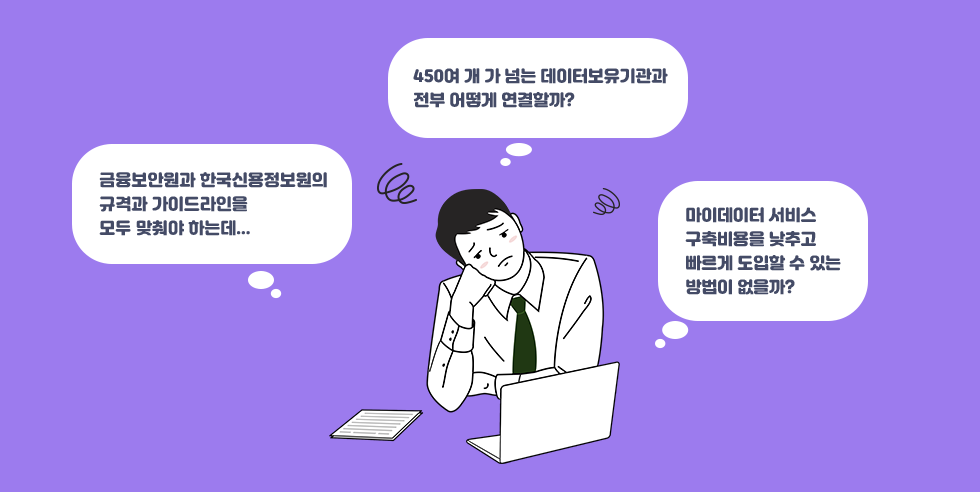 450여 개 가 넘는 데이터보유기관과
전부 어떻게 연결할까?
금융보안원과 한국신용정보원의
규격과 가이드라인을
모두 맞춰야 하는데...
마이데이터 서비스
구축비용을 낮추고
빠르게 도입할 수 있는
방법이 없을까?